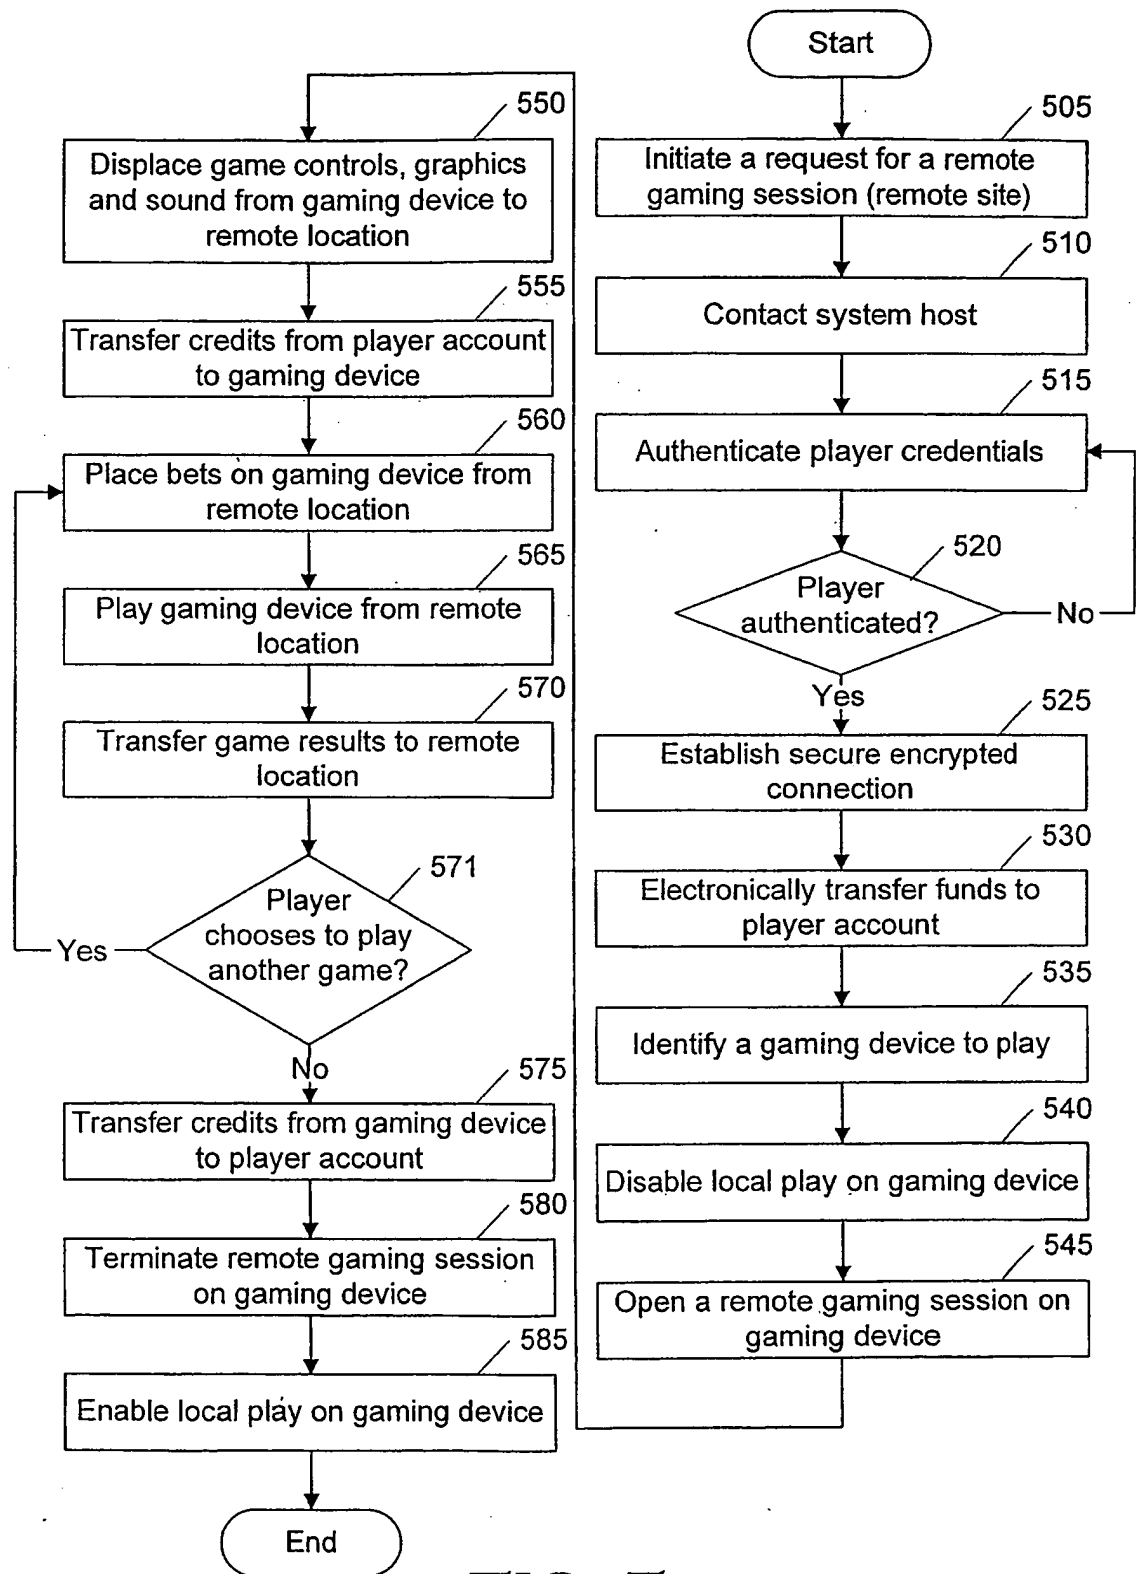 Start
505
Initiate a request for a remote
gaming session (remote site)
510
Contact system host
515
Authenticate player credentials
520
Player
authenticated?
No
Yes
525
Establish secure encrypted
connection
530
Electronically transfer funds to
player account
535
Identify a gaming device to play
540
Disable local play on gaming device
545
Open a remote gaming session on
gaming device
550
Displace game controls, graphics
and sound from gaming device to
remote location
555
Transfer credits from player account
to gaming device
560
Place bets on gaming device from
remote location
565
Play gaming device from remote
location
570
Transfer game results to remote
location
571
Player
chooses to play
another game?
Yes
No
575
Transfer credits from gaming device
to player account
580
Terminate remote gaming session
on gaming device
585
Enable local play on gaming device
End